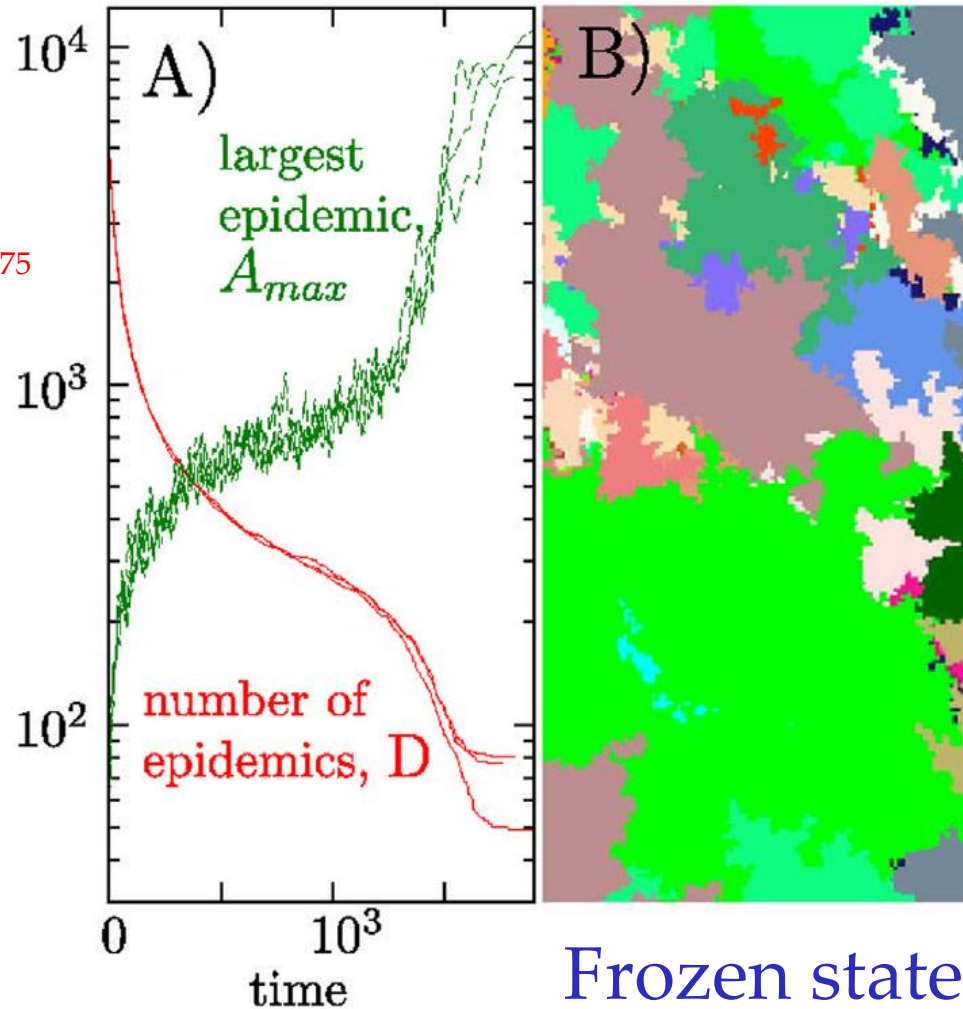 10⁴
A)
B)
largest
epidemic,
A_max
75
10³
number of
epidemics, D
10²
0
10³
time
Frozen state